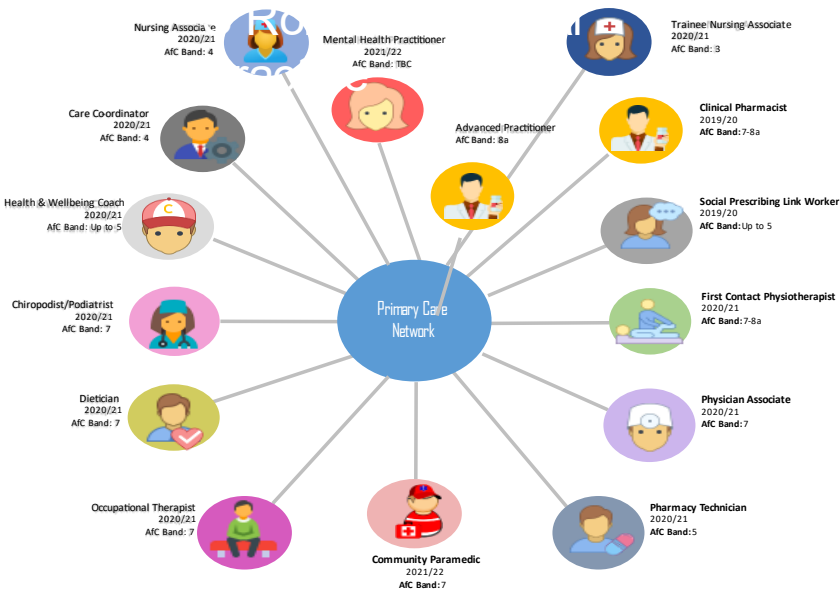 Nursing Associate
2020/21
AfC Band: 4
Mental Health Practitioner
2021/22
AfC Band: TBC
Trainee Nursing Associate
2020/21
AfC Band: 3
Care Co-ordinator
2020/21
AfC Band: 4
Advanced Practitioner
AfC Band: 8a
Clinical Pharmacist
2019/20
AfC Band:7-8a
Health & Wellbeing Coach
2020/21
AfC Band: Up to 5
C
Social Prescribing Link Worker
2019/20
AfC Band:Up to 5
Chiropodist/Podiatrist
2020/21
AfC Band: 7
Primary Care
Network
First Contact Physiotherapist
2020/21
AfC Band:7-8a
Dietician
2020/21
AfC Band: 7
Physician Associate
2020/21
AfC Band:7
Occupational Therapist
2020/21
AfC Band: 7
Community Paramedic
2021/22
AfC Band:7
Pharmacy Technician
2020/21
AfC Band:5